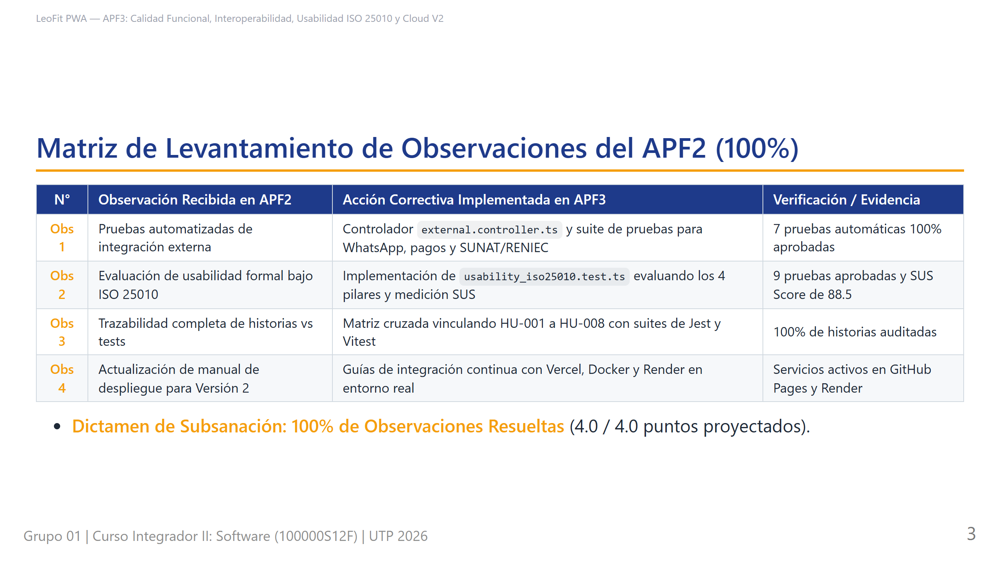 LeoFit PWA — APF3: Calidad Funcional, Interoperabilidad, Usabilidad ISO 25010 y Cloud V2
Matriz de Levantamiento de Observaciones del APF2 (100%)
N° Observación Recibida en APF2 Acción Correctiva Implementada en APF3 Verificación / Evidencia
Obs 1
Pruebas automatizadas de
integración externa
Controlador external.controller.ts y suite de pruebas para
WhatsApp, pagos y SUNAT/RENIEC
7 pruebas automáticas 100%
aprobadas
Obs 2
Evaluación de usabilidad formal bajo
ISO 25010
Implementación de usability_iso25010.test.ts evaluando los 4
pilares y medición SUS
9 pruebas aprobadas y SUS
Score de 88.5
Obs 3
Trazabilidad completa de historias vs
tests
Matriz cruzada vinculando HU-001 a HU-008 con suites de Jest y
Vitest
100% de historias auditadas
Obs 4
Actualización de manual de
despliegue para Versión 2
Guías de integración continua con Vercel, Docker y Render en
entorno real
Servicios activos en GitHub
Pages y Render
• Dictamen de Subsanación: 100% de Observaciones Resueltas (4.0 / 4.0 puntos proyectados).
Grupo 01 | Curso Integrador II: Software (100000S12F) | UTP 2026
3